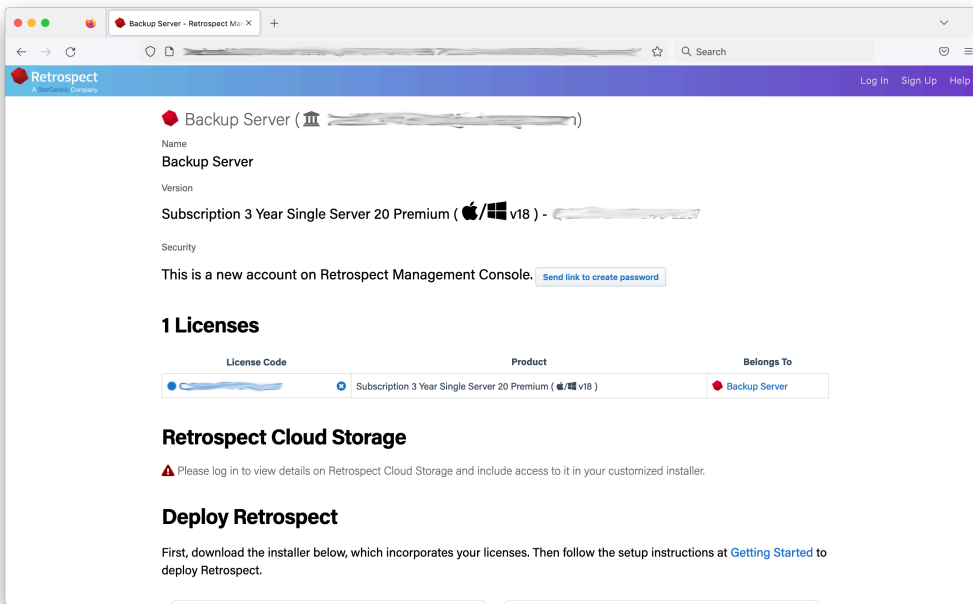 Backup Server - Retrospect Mar
Search
Retrospect
A StorCentric Company
Log In Sign Up Help
Backup Server ( )
Name
Backup Server
Version
Subscription 3 Year Single Server 20 Premium ( / v18 ) -
Security
This is a new account on Retrospect Management Console. Send link to create password
1 Licenses
License Code Product Belongs To
Subscription 3 Year Single Server 20 Premium ( / v18 ) Backup Server
Retrospect Cloud Storage
Please log in to view details on Retrospect Cloud Storage and include access to it in your customized installer.
Deploy Retrospect
First, download the installer below, which incorporates your licenses. Then follow the setup instructions at Getting Started to
deploy Retrospect.